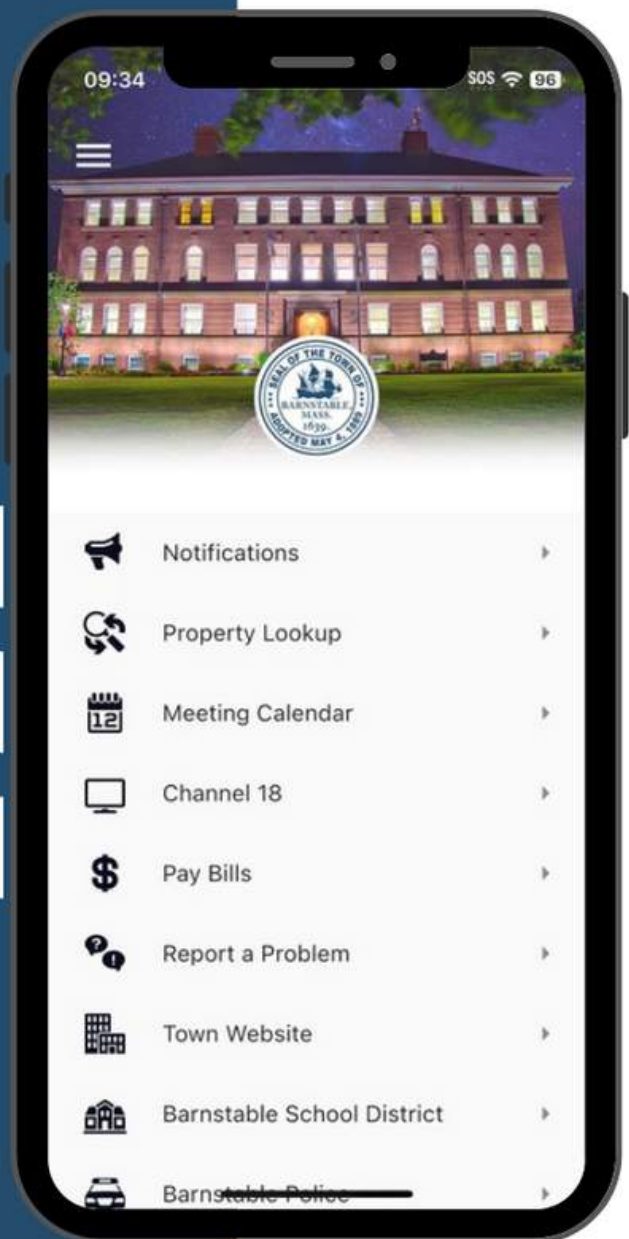 09:34 SOS 96
SEAL OF THE TOWN OF
BARNSTABLE,
MASS.
1639.
ADOPTED MAY 4, 1889
Notifications
12
Property Lookup
Meeting Calendar
Channel 18
$ Pay Bills
? ! Report a Problem
Town Website
Barnstable School District
Barnstable Police